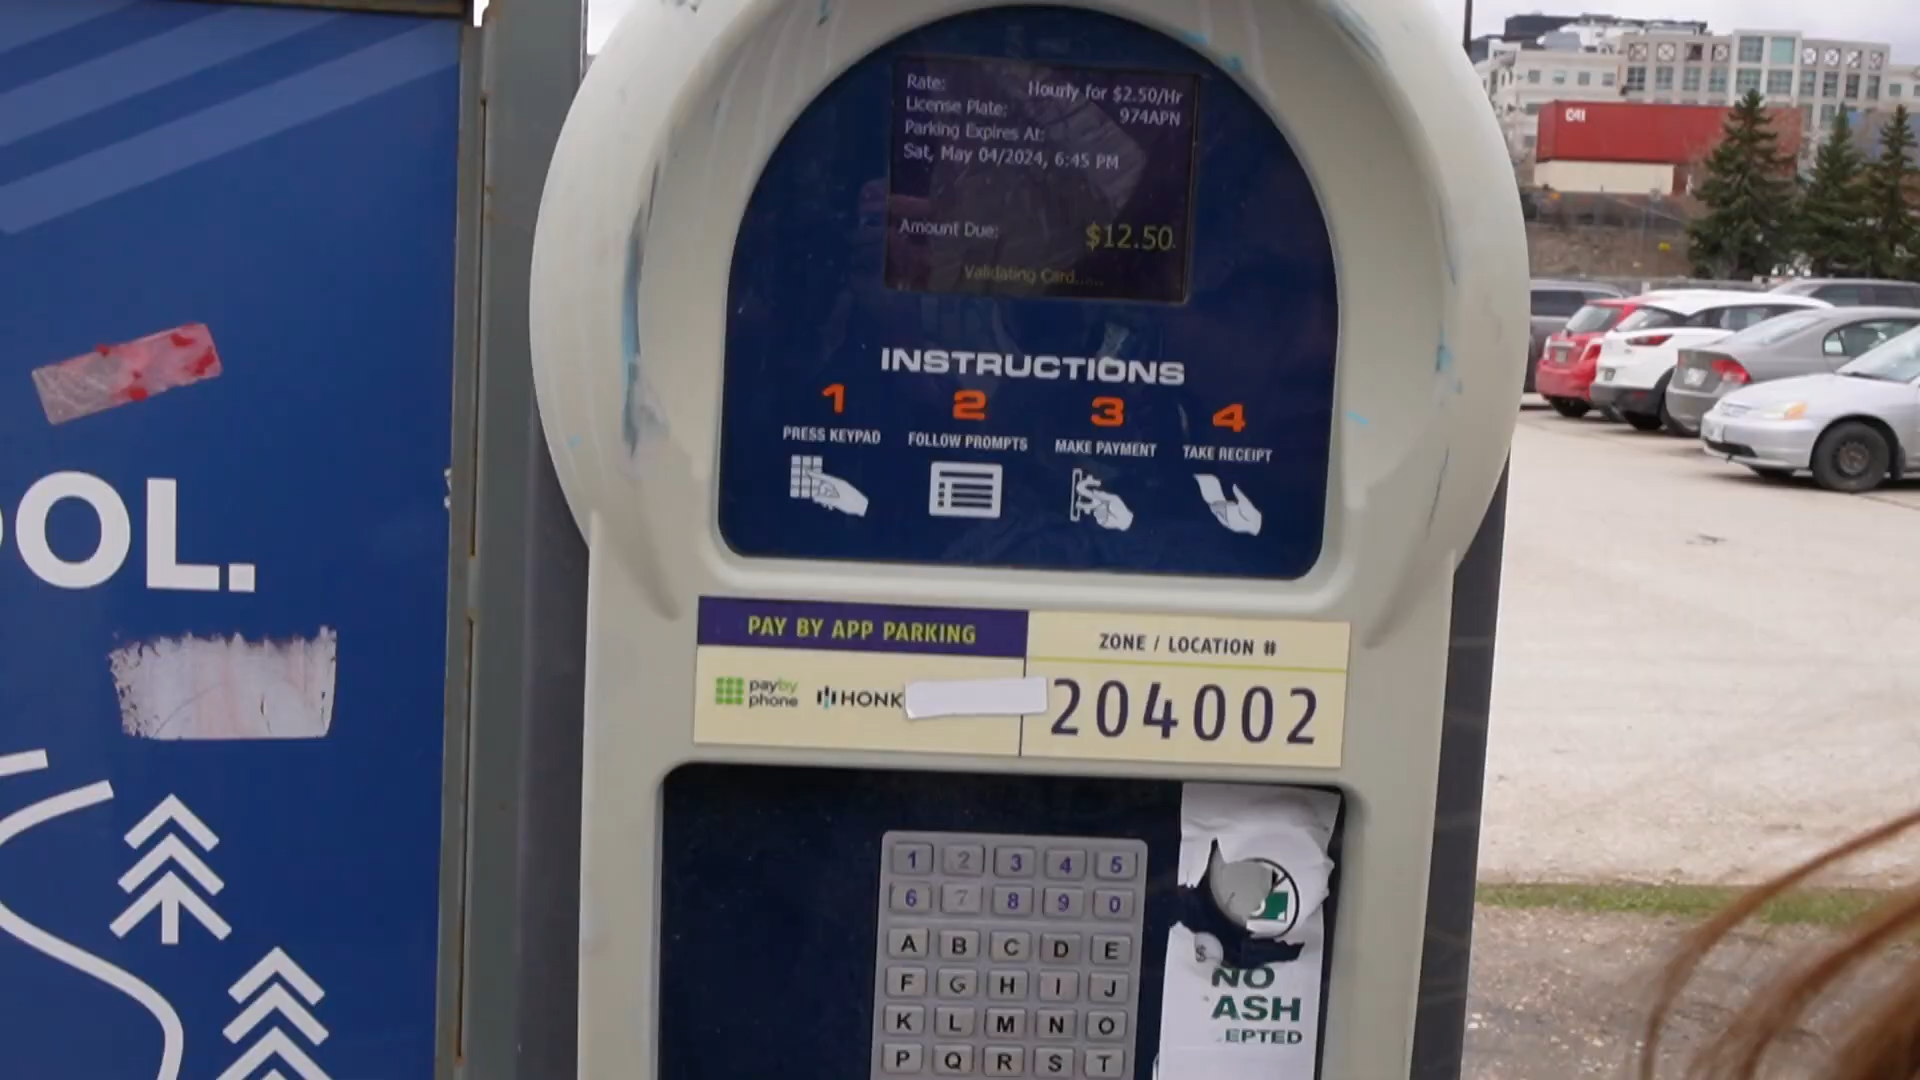 Rate: Hourly for $2.50/Hr
License Plate: 974APN
Parking Expires At:
Sat, May 04/2024, 6:45 PM
Amount Due: $12.50
Validating Card......
INSTRUCTIONS
1 2 3 4
PRESS KEYPAD FOLLOW PROMPTS MAKE PAYMENT TAKE RECEIPT
OL.
PAY BY APP PARKING
ZONE / LOCATION #
payby
phone
HONK
204002
1 2 3 4 5
6 7 8 9 0
A B C D E
F G H I J
K L M N O
P Q R S T
$
NO
ASH
EPTED